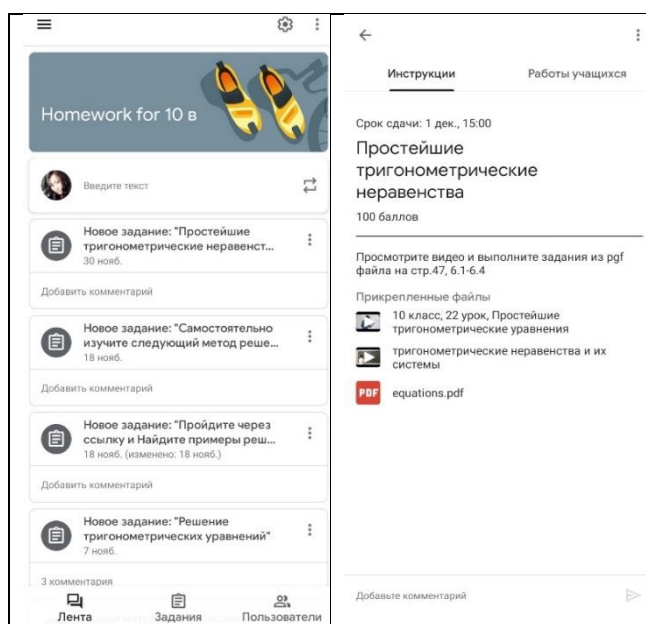 Homework for 10 в
Введите текст
Новое задание: "Простейшие
тригонометрические неравенст...
30 нояб.
Добавить комментарий
Новое задание: "Самостоятельно
изучите следующий метод реше...
18 нояб.
Добавить комментарий
Новое задание: "Пройдите через
ссылку и Найдите примеры реш...
18 нояб. (изменено: 18 нояб.)
Добавить комментарий
Новое задание: "Решение
тригонометрических уравнений"
7 нояб.
3 комментария
Лента
Задания
Пользователи
Инструкции
Работы учащихся
Срок сдачи: 1 дек., 15:00
Простейшие
тригонометрические
неравенства
100 баллов
Просмотрите видео и выполните задания из pgf
файла на стр.47, 6.1-6.4
Прикрепленные файлы
10 класс, 22 урок, Простейшие
тригонометрические уравнения
тригонометрические неравенства и их
системы
PDF
equations.pdf
Добавьте комментарий